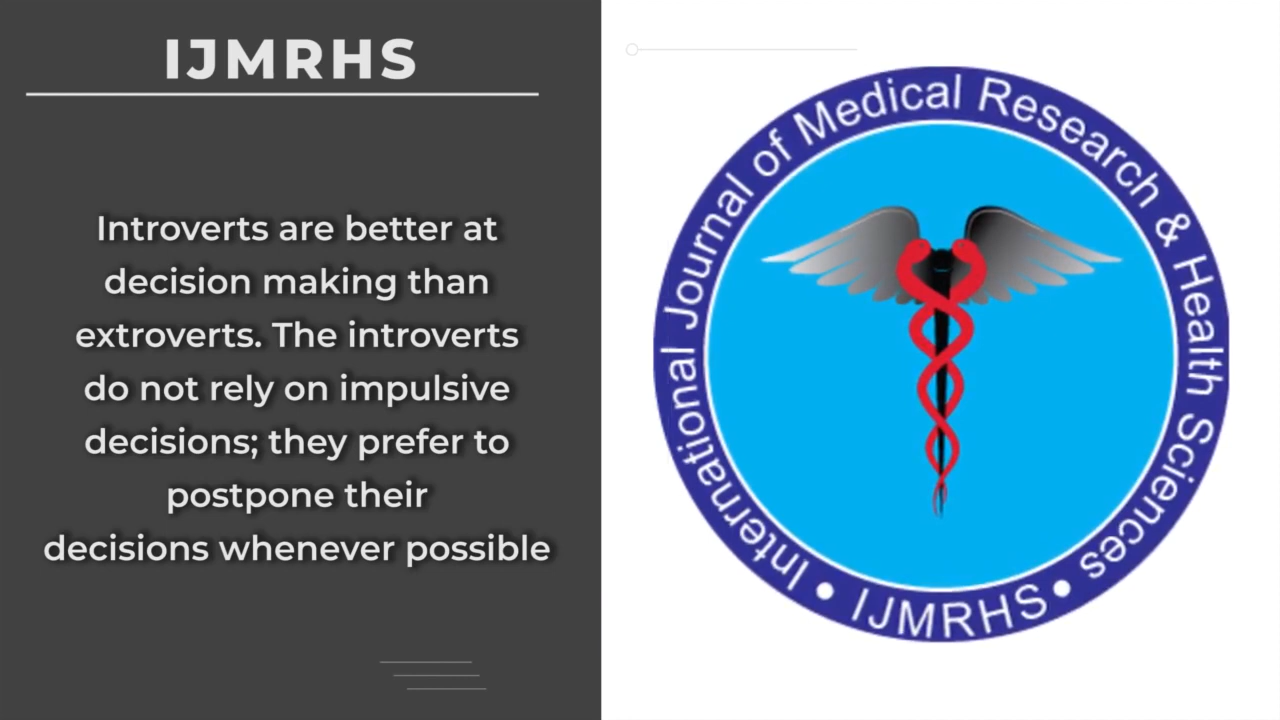 IJMRHS
Introverts are better at
decision making than
extroverts. The introverts
do not rely on impulsive
decisions; they prefer to
postpone their
decisions whenever possible
International Journal of Medical Research & Health Sciences
• IJMRHS •